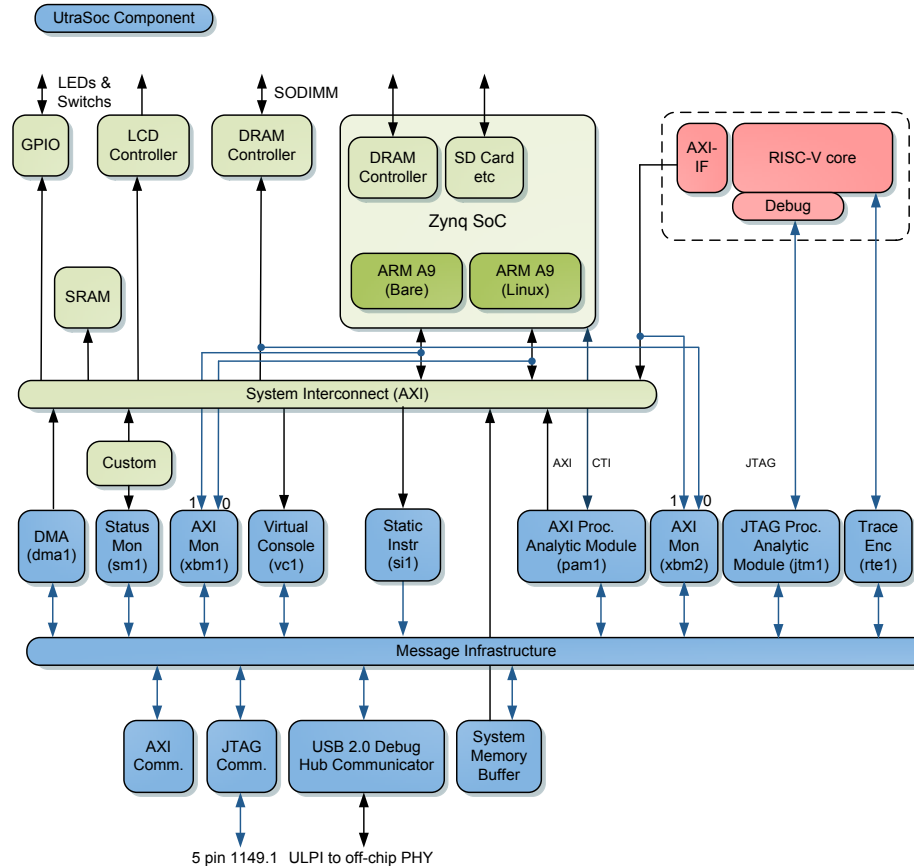 UtraSoc Component
LEDs &
Switchs
SODIMM
GPIO
LCD
Controller
DRAM
Controller
DRAM
Controller
SD Card
etc
Zynq SoC
ARM A9
(Bare)
ARM A9
(Linux)
AXI-
IF
RISC-V core
Debug
SRAM
System Interconnect (AXI)
Custom
AXI
CTI
JTAG
1
0
1
0
DMA
(dma1)
Status
Mon
(sm1)
AXI
Mon
(xbm1)
Virtual
Console
(vc1)
Static
Instr
(si1)
AXI Proc.
Analytic Module
(pam1)
AXI
Mon
(xbm2)
JTAG Proc.
Analytic
Module (jtm1)
Trace
Enc
(rte1)
Message Infrastructure
AXI
Comm.
JTAG
Comm.
USB 2.0 Debug
Hub Communicator
System
Memory
Buffer
5 pin 1149.1
ULPI to off-chip PHY